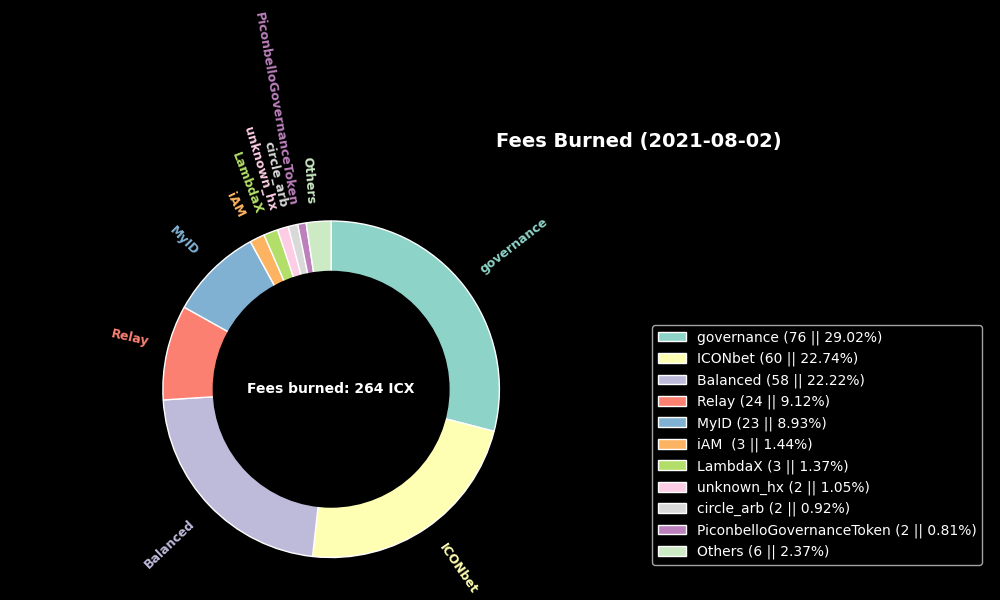 Fees Burned (2021-08-02)
PiconbelloGovernanceToken
Others
circle_arb
unknown_hx
LambdaX
iAM
MyID
governance
Relay
Fees burned: 264 ICX
Balanced
ICONbet
governance (76 || 29.02%)
ICONbet (60 || 22.74%)
Balanced (58 || 22.22%)
Relay (24 || 9.12%)
MyID (23 || 8.93%)
iAM  (3 || 1.44%)
LambdaX (3 || 1.37%)
unknown_hx (2 || 1.05%)
circle_arb (2 || 0.92%)
PiconbelloGovernanceToken (2 || 0.81%)
Others (6 || 2.37%)